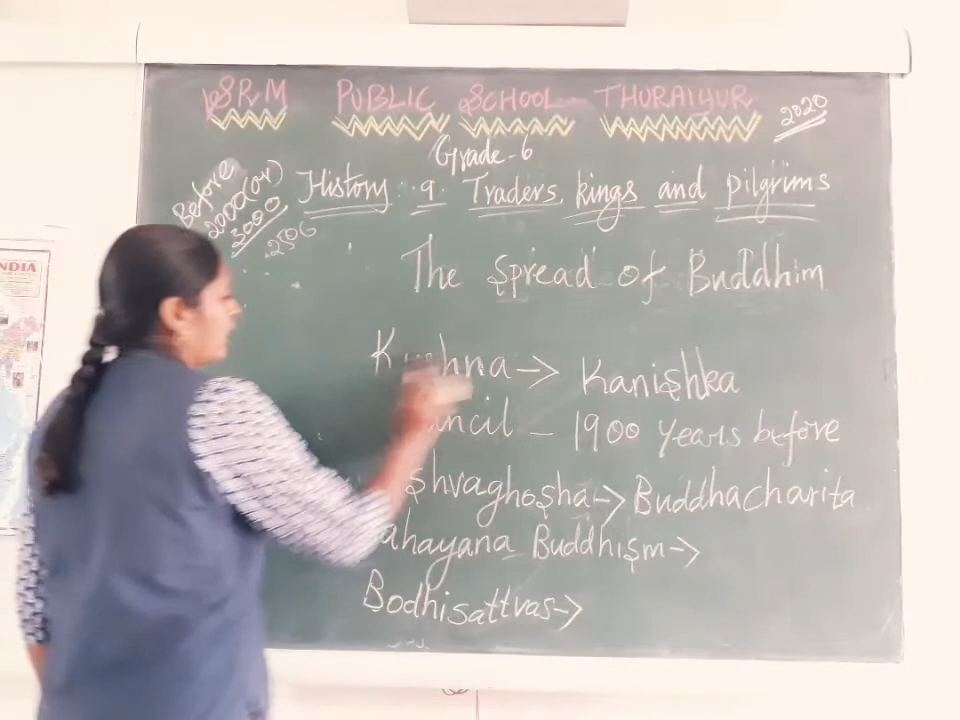 SRM PUBLIC SCHOOL THURAIYUR
2020
Grade-6
Before
2000(or)
3000
2506
History : 9. Traders, kings and pilgrims
The Spread of Buddhim
Kushna → Kanishka
uncil – 1900 years before
shvaghosha → Buddhacharita
ahayana Buddhism →
Bodhisattvas →
INDIA